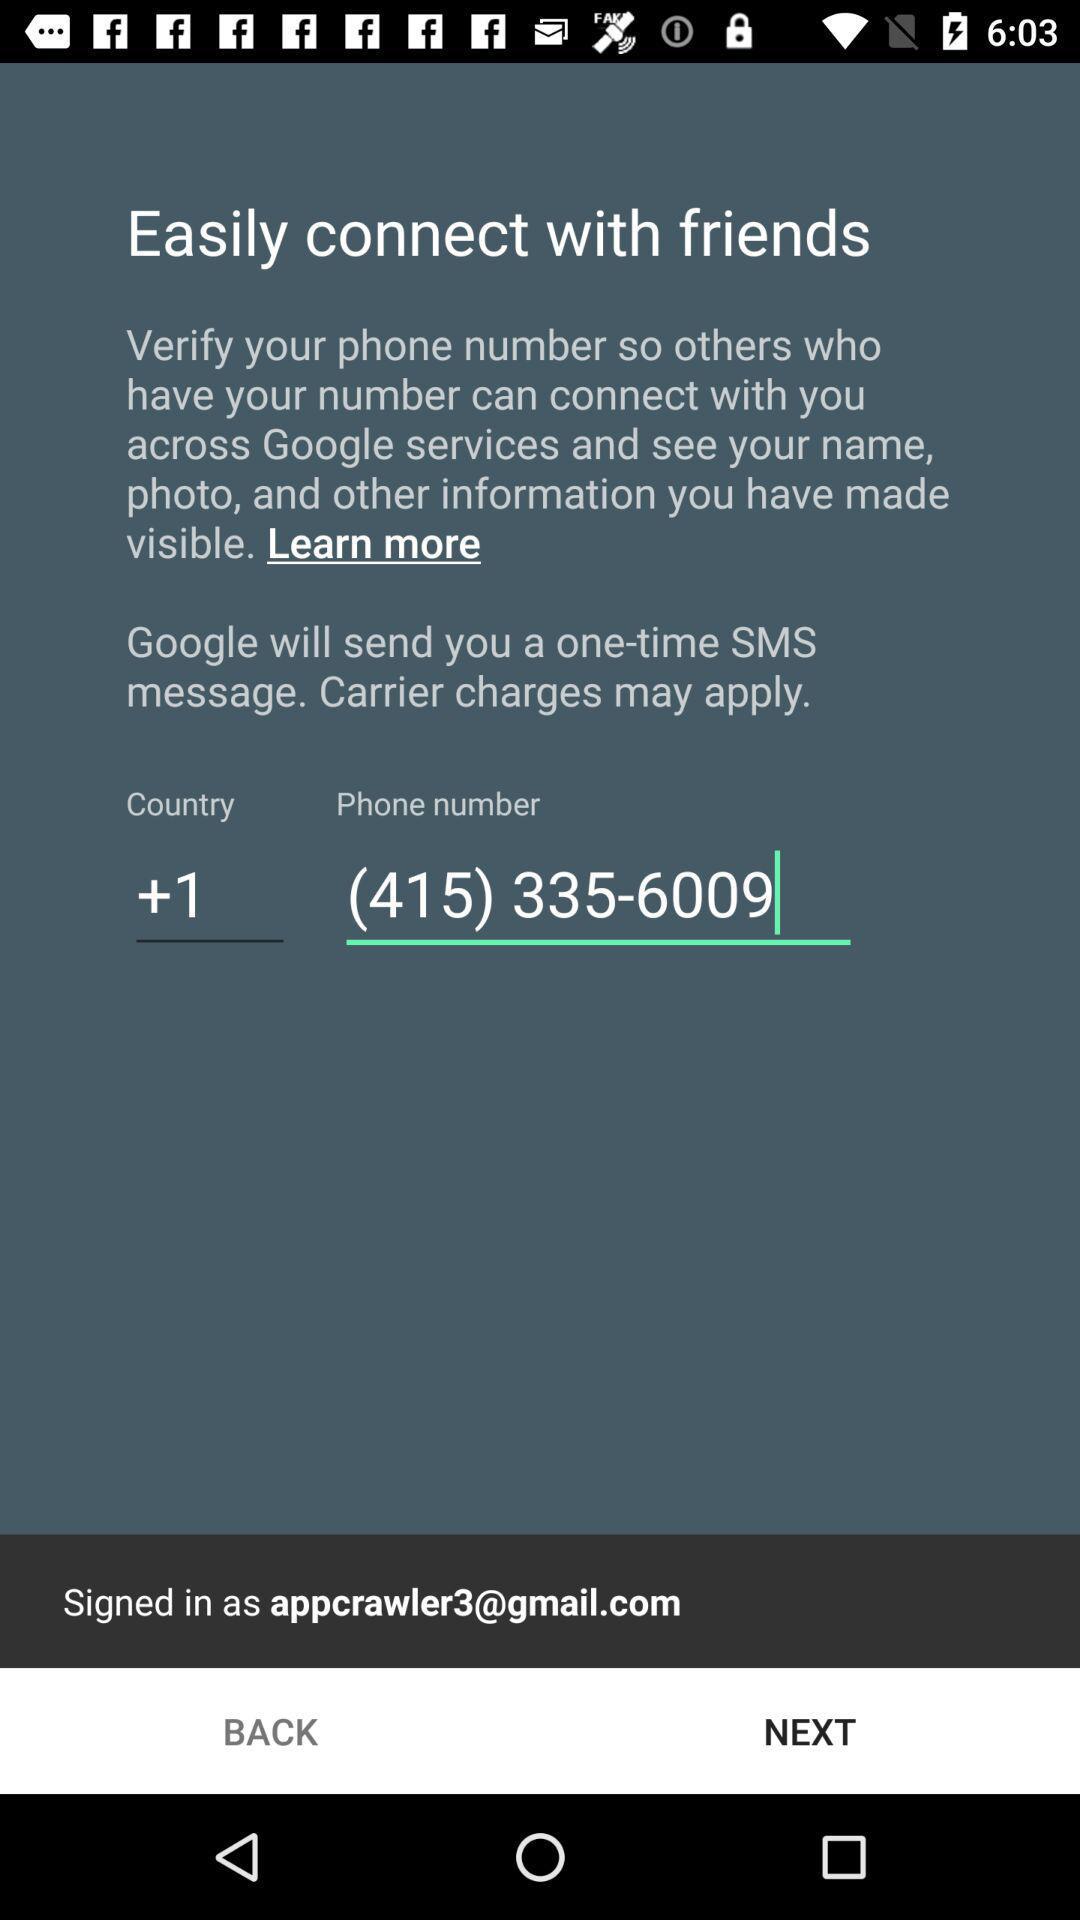 FAKE 6:03
Easily connect with friends
Verify your phone number so others who
have your number can connect with you
across Google services and see your name,
photo, and other information you have made
visible. Learn more
Google will send you a one-time SMS
message. Carrier charges may apply.
Country Phone number
+1 (415) 335-6009
Signed in as appcrawler3@gmail.com
BACK NEXT